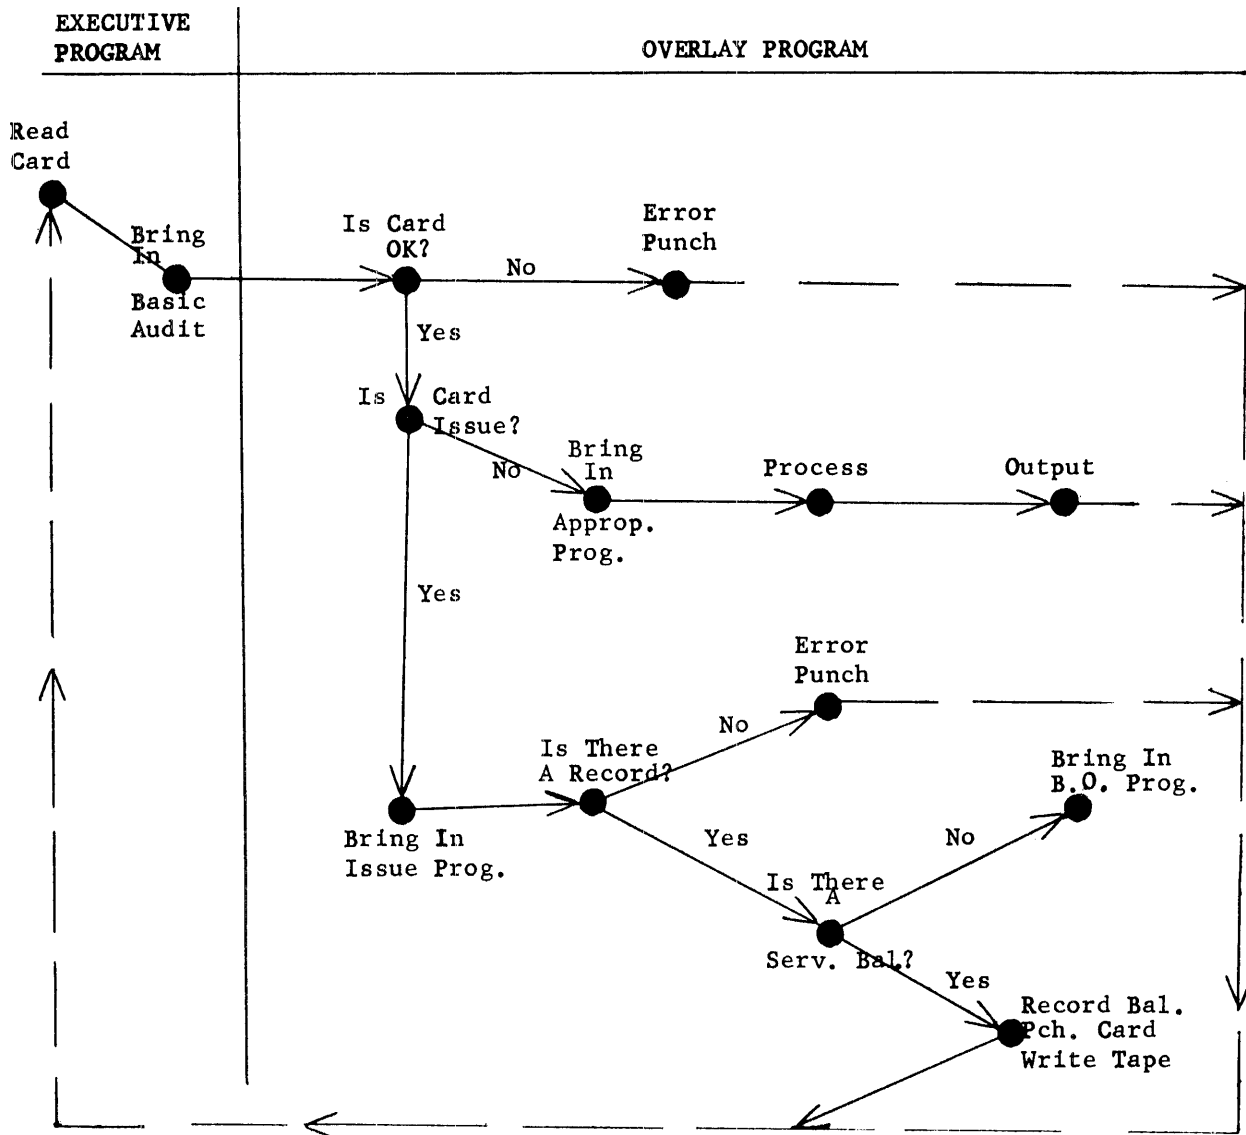 EXECUTIVE
PROGRAM
OVERLAY PROGRAM
Read
Card
Bring
In
Basic
Audit
Is Card
OK?
No
Error
Punch
Yes
Is Card
Issue?
No
Bring
In
Approp.
Prog.
Process
Output
Yes
Error
Punch
No
Is There
A Record?
Bring In
Issue Prog.
Yes
Bring In
B.O. Prog.
No
Is There
A
Serv. Bal.?
Yes
Record Bal.
Pch. Card
Write Tape